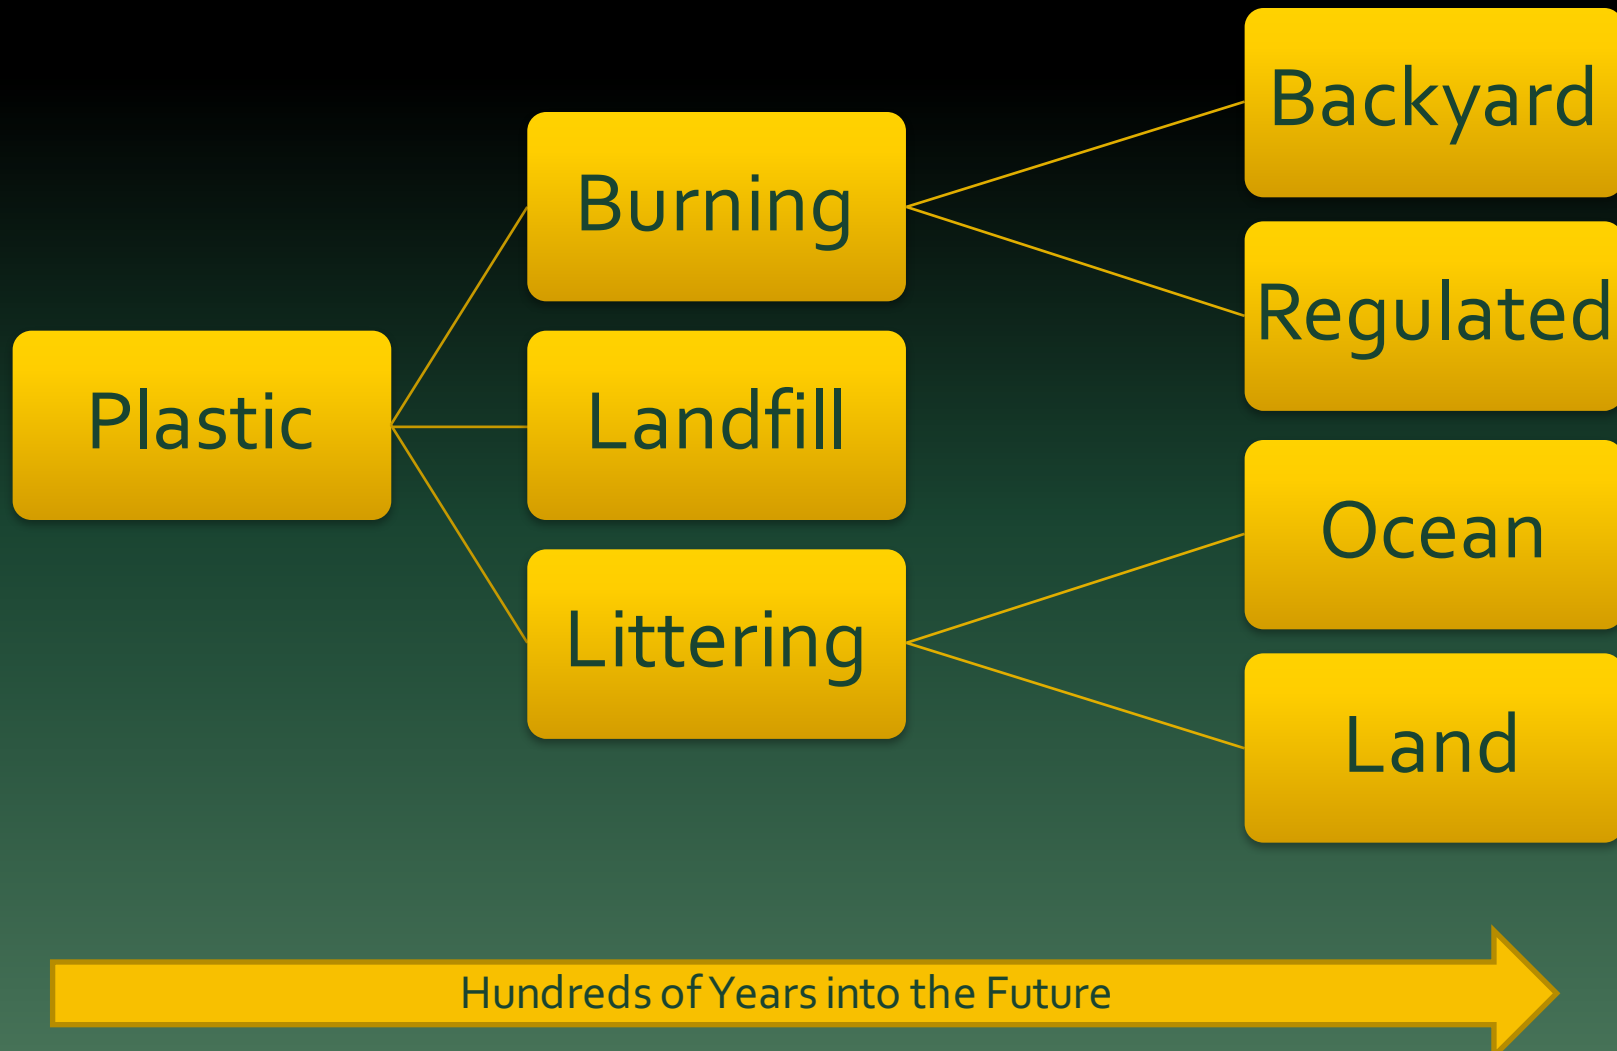 Plastic
Burning
Landfill
Littering
Backyard
Regulated
Ocean
Land
Hundreds of Years into the Future